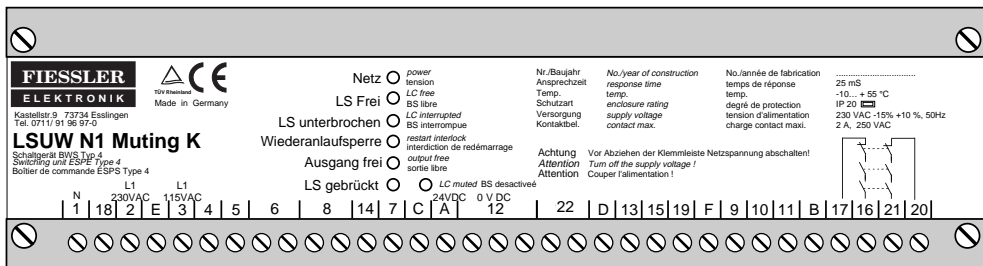 FIESSLER
ELEKTRONIK
TÜV Rheinland
CE
Made in Germany
Kastellstr.9 73734 Esslingen
Tel. 0711/ 91 96 97-0
LSUW N1 Muting K
Schaltgerät BWS Typ 4
Switching unit ESPE Type 4
Boîtier de commande ESPS Type 4
Netz power
tension
LS Frei LC free
BS libre
LS unterbrochen LC interrupted
BS interrompue
Wiederanlaufsperre restart interlock
interdiction de redémarrage
Ausgang frei output free
sortie libre
LS gebrückt LC muted BS desactiveé
Nr./Baujahr No./year of construction No./année de fabrication ................................
Ansprechzeit response time temps de réponse 25 mS
Temp. temp. temp. -10... + 55 °C
Schutzart enclosure rating degré de protection IP 20
Versorgung supply voltage tension d'alimentation 230 VAC -15% +10 %, 50Hz
Kontaktbel. contact max. charge contact maxi. 2 A, 250 VAC
Achtung Vor Abziehen der Klemmleiste Netzspannung abschalten!
Attention Turn off the supply voltage !
Attention Couper l'alimentation !
N L1 230VAC L1 115VAC 24VDC 0 V DC
1 18 2 E 3 4 5 6 8 14 7 C A 12 22 D 13 15 19 F 9 10 11 B 17 16 21 20